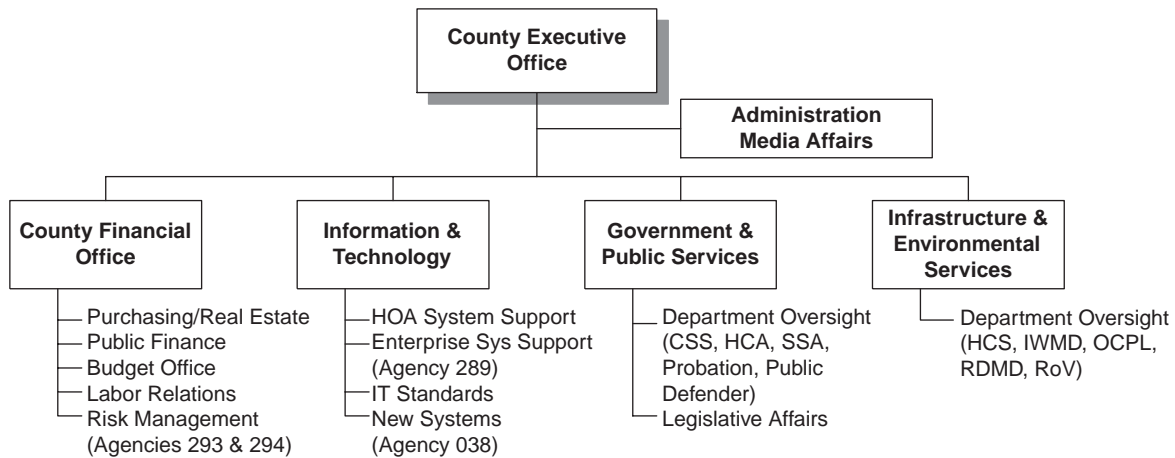 County Executive
Office
Administration
Media Affairs
County Financial
Office
Purchasing/Real Estate
Public Finance
Budget Office
Labor Relations
Risk Management
(Agencies 293 & 294)
Information &
Technology
HOA System Support
Enterprise Sys Support
(Agency 289)
IT Standards
New Systems
(Agency 038)
Government &
Public Services
Department Oversight
(CSS, HCA, SSA,
Probation, Public
Defender)
Legislative Affairs
Infrastructure &
Environmental
Services
Department Oversight
(HCS, IWMD, OCPL,
RDMD, RoV)